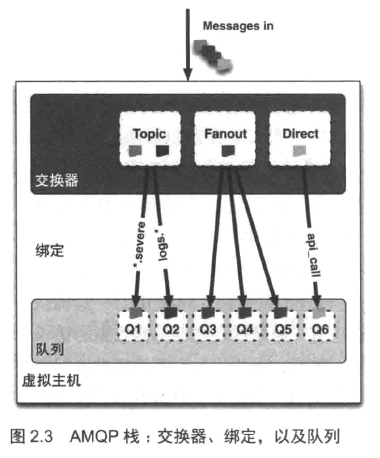 Messages in
Topic
Fanout
Direct
交换器
绑定
*.severe
logs.*
api_call
Q1
Q2
Q3
Q4
Q5
Q6
队列
虚拟主机
图 2.3 AMQP 栈：交换器、绑定，以及队列